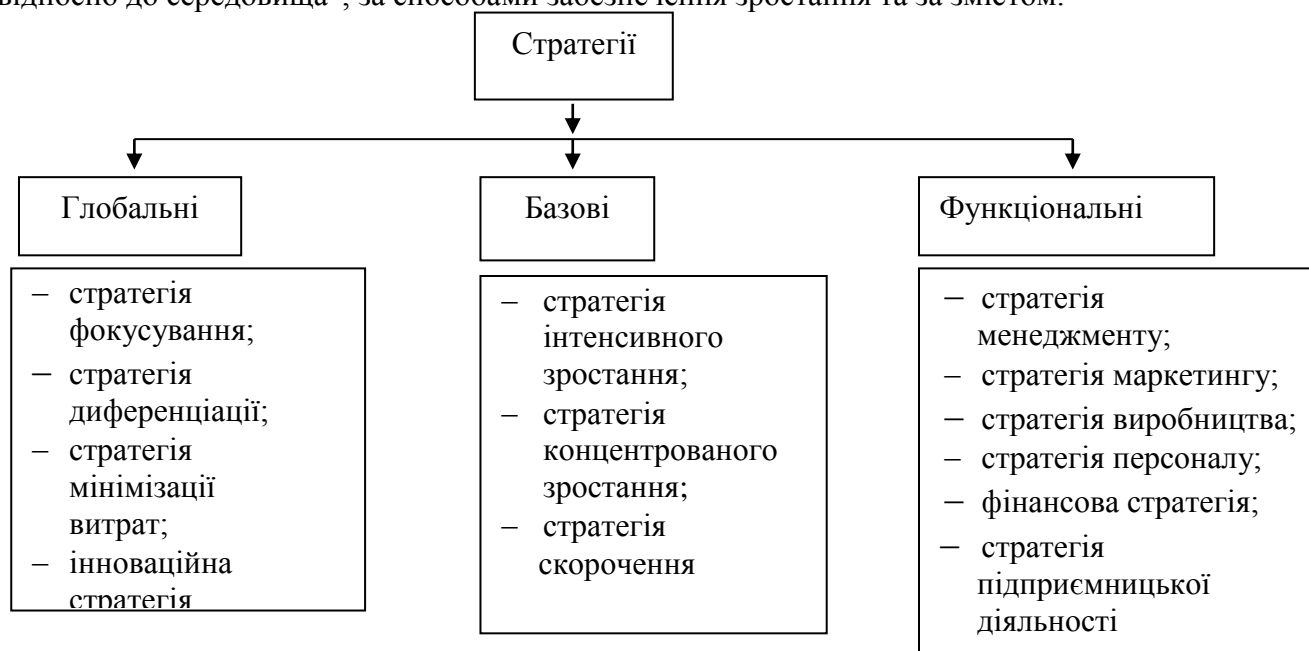 відносно до середовища", за способами забезпечення зростання та за змістом.
Стратегії
Глобальні
Базові
Функціональні
– стратегія
фокусування;
– стратегія
диференціації;
– стратегія
мінімізації
витрат;
– інноваційна
стратегія
– стратегія
інтенсивного
зростання;
– стратегія
концентрованого
зростання;
– стратегія
скорочення
– стратегія
менеджменту;
– стратегія маркетингу;
– стратегія виробництва;
– стратегія персоналу;
– фінансова стратегія;
– стратегія
підприємницької
діяльності